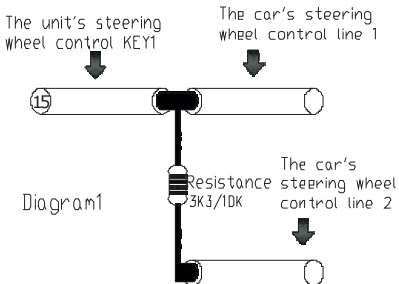 The unit's steering
wheel control KEY1
The car's steering
wheel control line 1
15
Resistance
3K3/1DK
The car's
steering wheel
control line 2
Diagram1